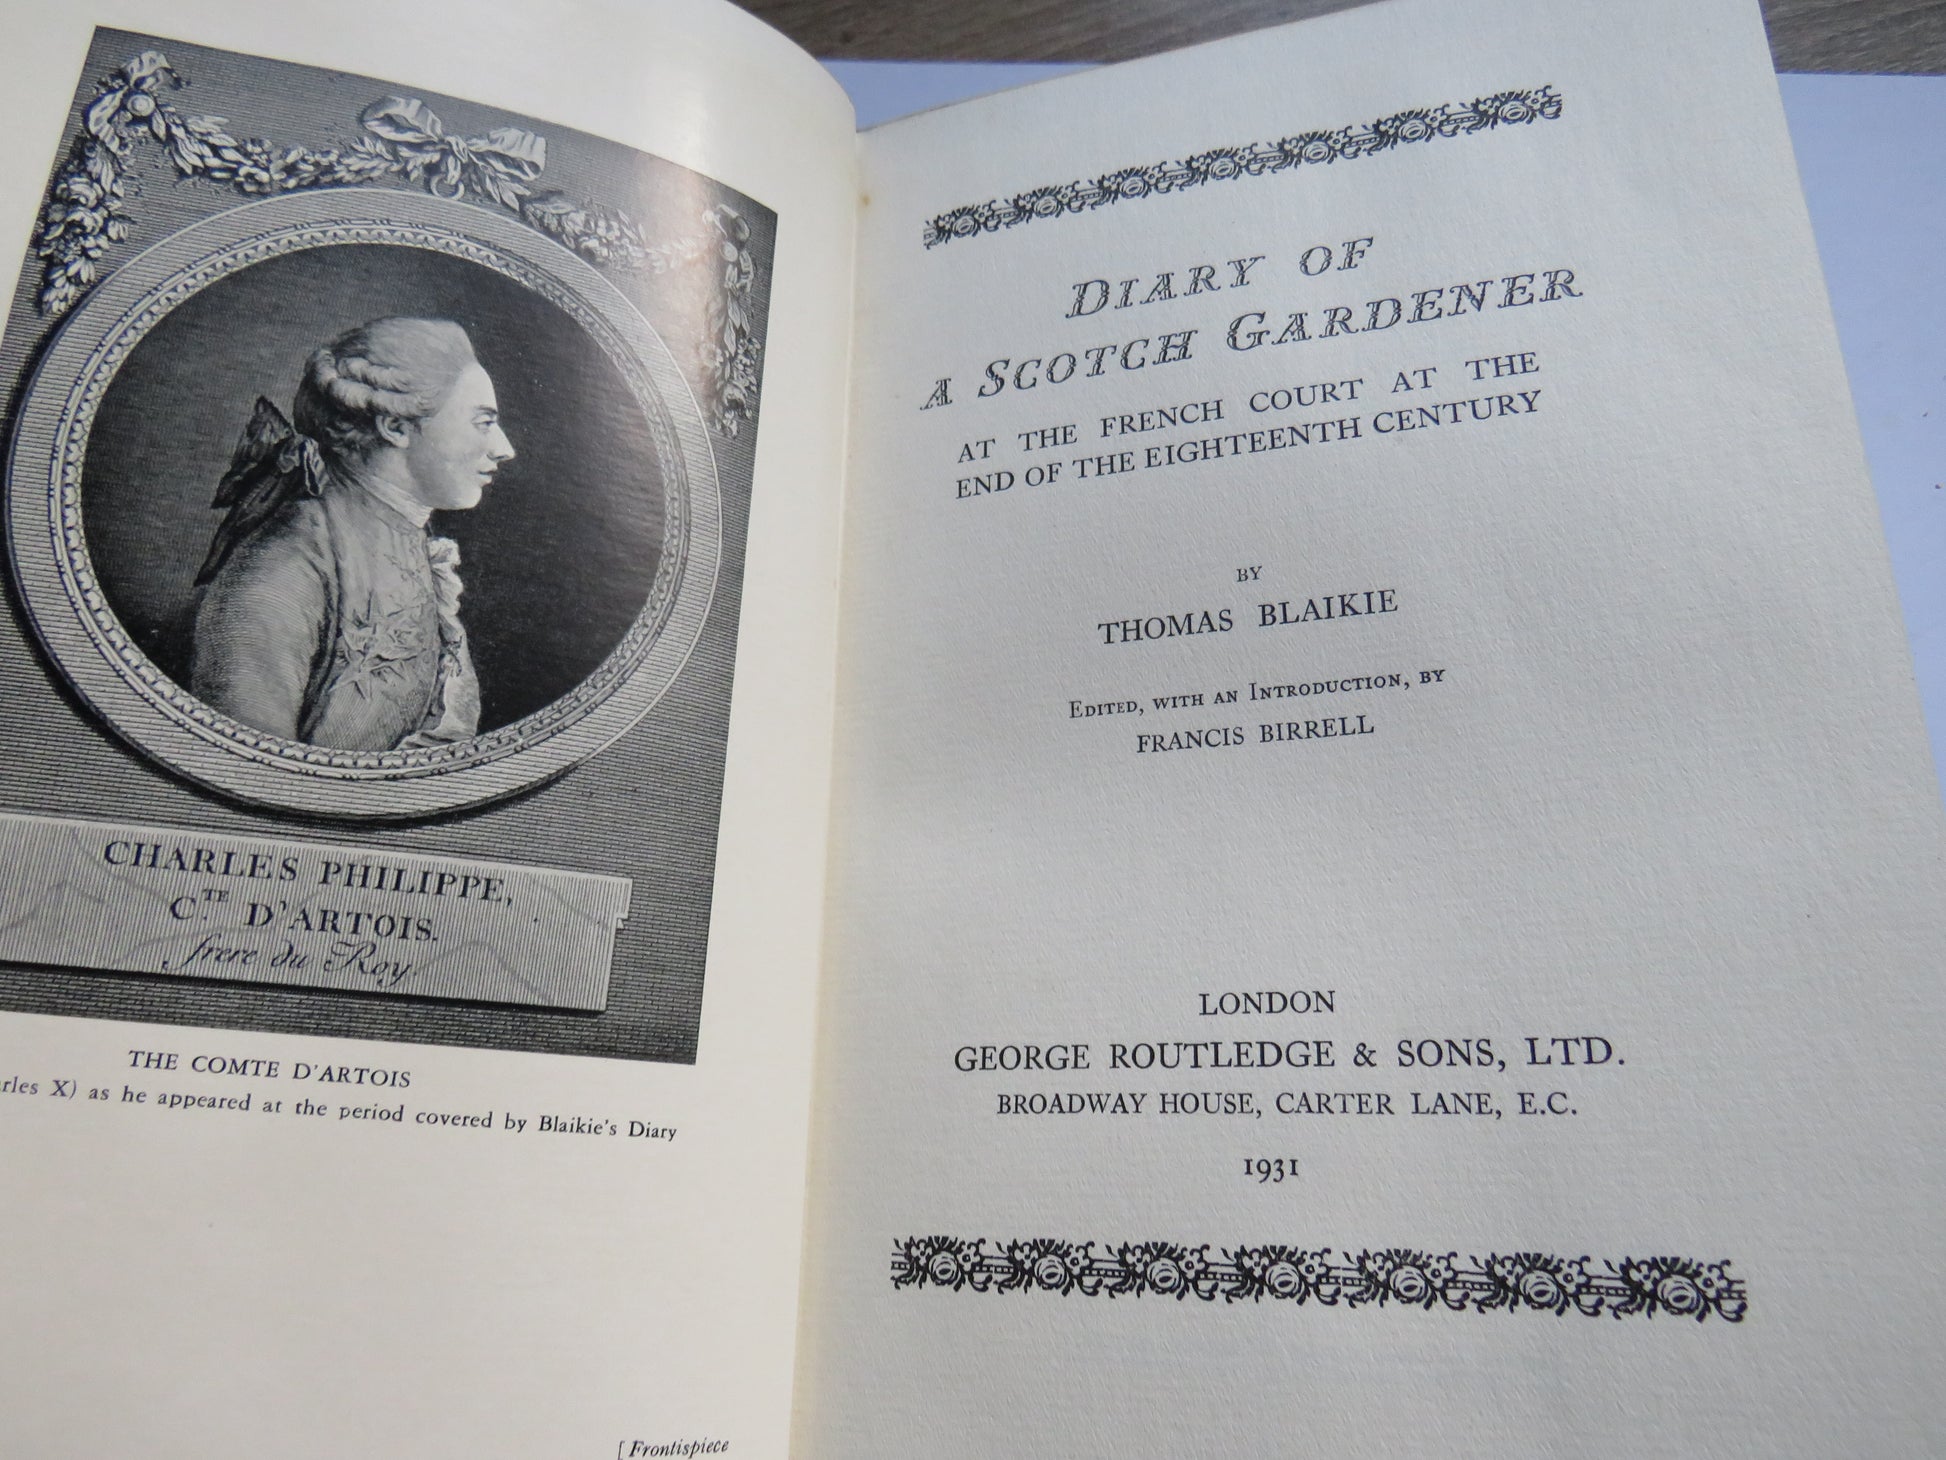 CHARLES PHILIPPE,
C.TE D'ARTOIS.
frere du Roy.
THE COMTE D'ARTOIS
X) as he appeared at the period covered by Blaikie's Diary
[Frontispiece
DIARY OF
A SCOTCH GARDENER
AT THE FRENCH COURT AT THE
END OF THE EIGHTEENTH CENTURY
BY
THOMAS BLAIKIE
EDITED, WITH AN INTRODUCTION, BY
FRANCIS BIRRELL
LONDON
GEORGE ROUTLEDGE & SONS, LTD.
BROADWAY HOUSE, CARTER LANE, E.C.
1931